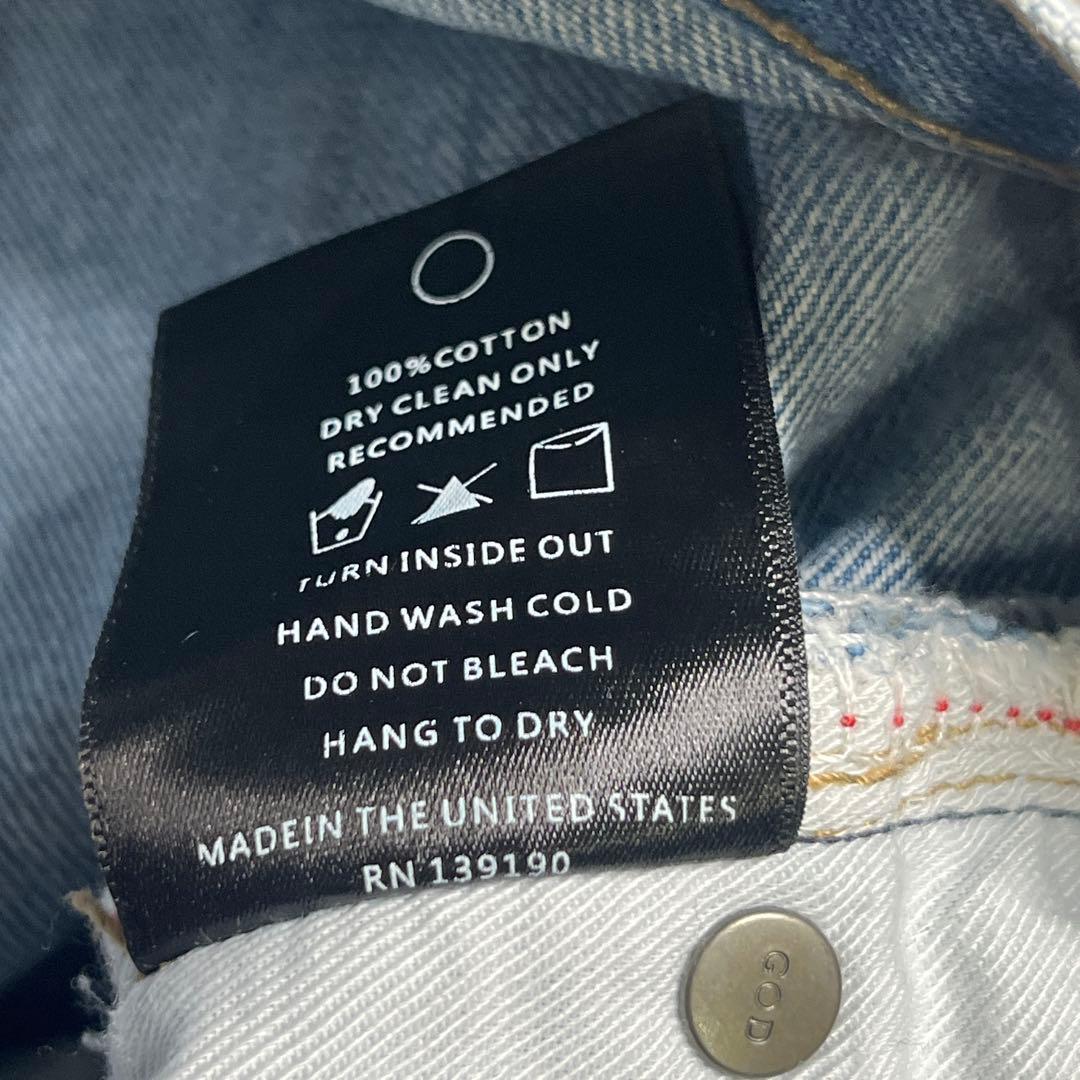 100%COTTON
DRY CLEAN ONLY
RECOMMENDED
TURN INSIDE OUT
HAND WASH COLD
DO NOT BLEACH
HANG TO DRY
MADEIN THE UNITED STATES
RN 139190
GOD